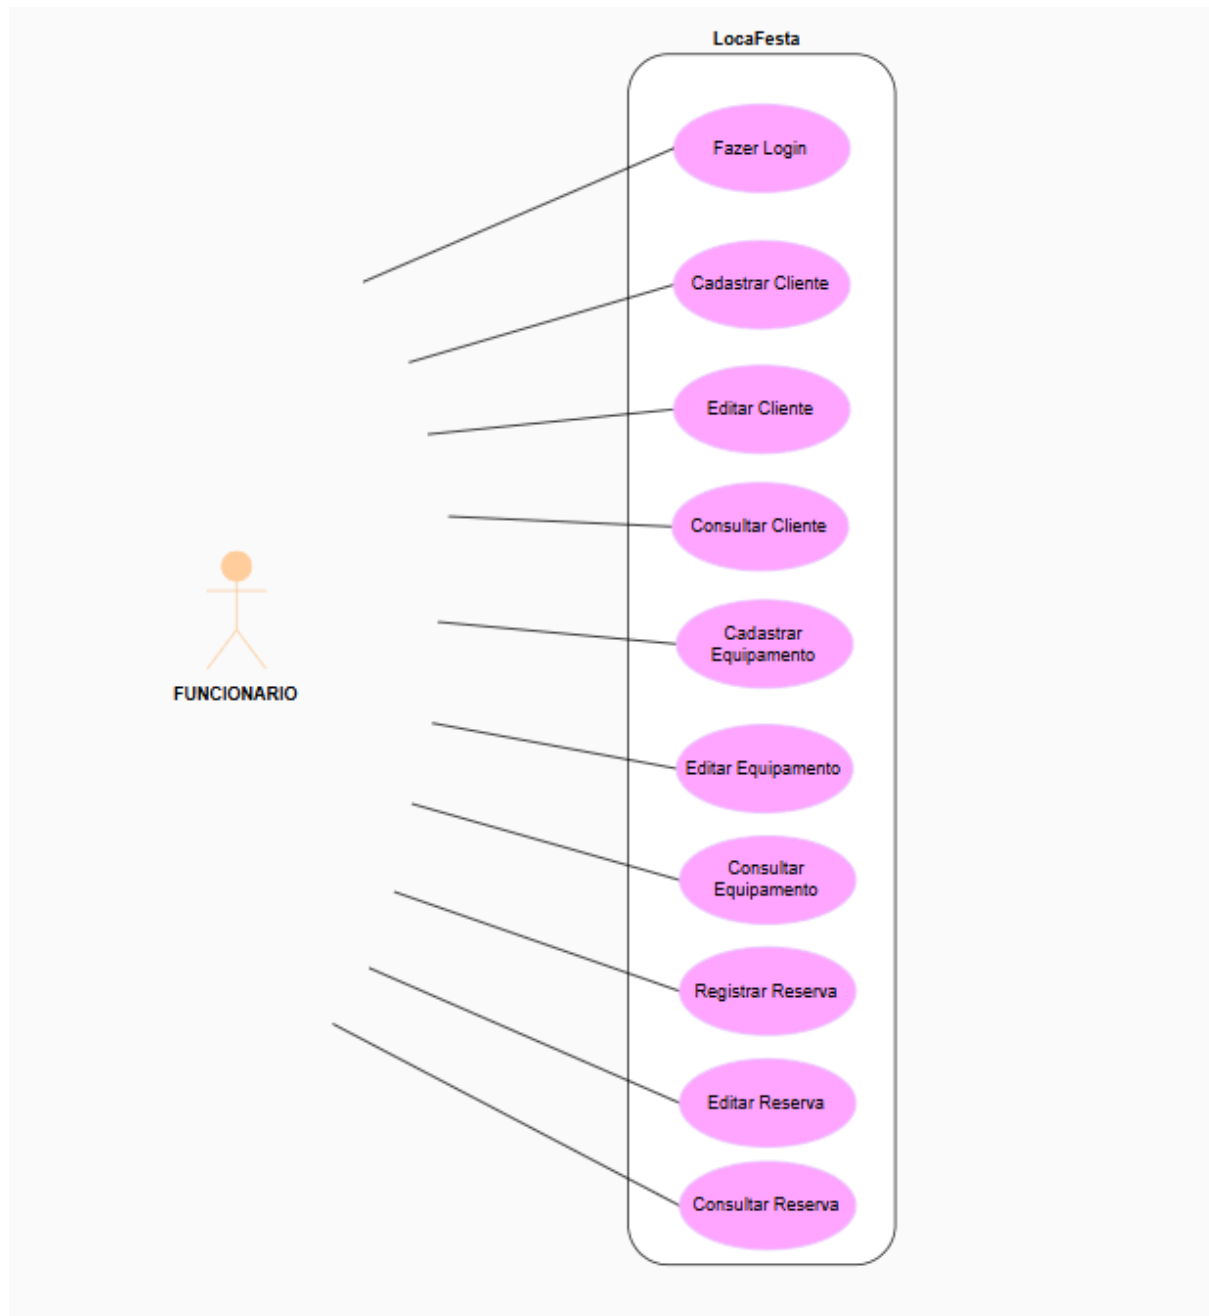 LocaFesta
Fazer Login
Cadastrar Cliente
Editar Cliente
Consultar Cliente
FUNCIONARIO
Cadastrar
Equipamento
Editar Equipamento
Consultar
Equipamento
Registrar Reserva
Editar Reserva
Consultar Reserva